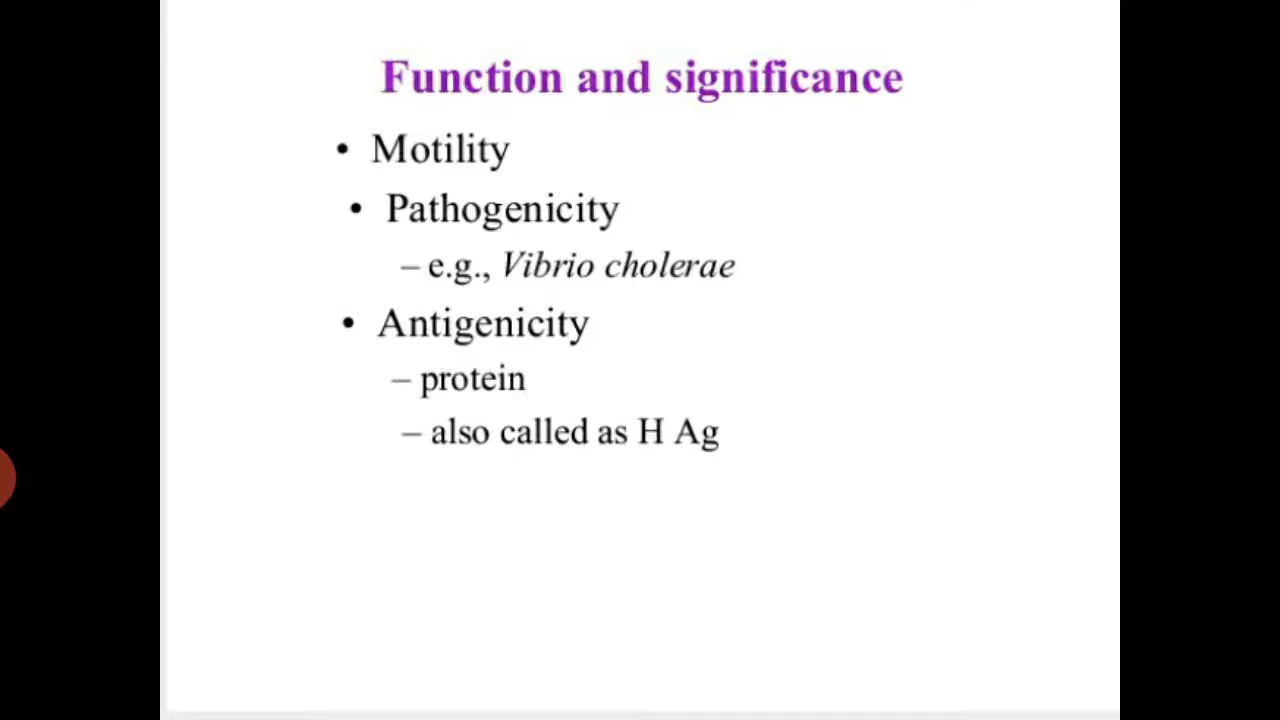 Function and significance
• Motility
• Pathogenicity
– e.g., Vibrio cholerae
• Antigenicity
– protein
– also called as H Ag